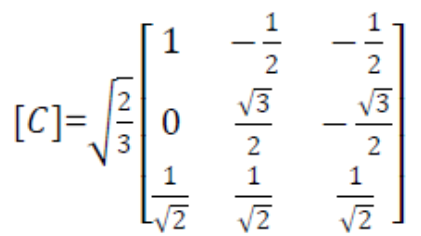 [C]=√(2/3) [ 1 −1/2 −1/2
0 √3/2 −√3/2
1/√2 1/√2 1/√2 ]